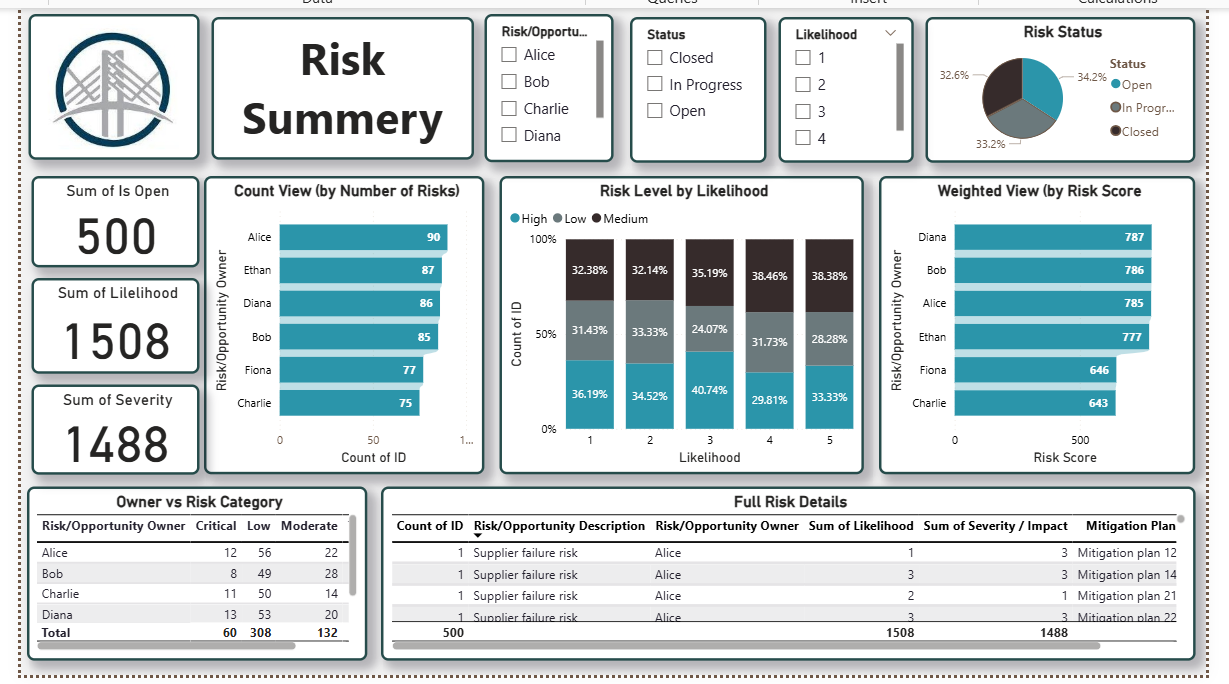 Data Queries Insert Calculations
Risk
Summery
Risk/Opportu...
Alice
Bob
Charlie
Diana
Status
Closed
In Progress
Open
Likelihood
1
2
3
4
Risk Status
32.6%
34.2%
33.2%
Status
Open
In Progr...
Closed
Sum of Is Open
500
Sum of Lilelihood
1508
Sum of Severity
1488
Count View (by Number of Risks)
Risk/Opportunity Owner
Alice 90
Ethan 87
Diana 86
Bob 85
Fiona 77
Charlie 75
0 50 1...
Count of ID
Risk Level by Likelihood
High Low Medium
Count of ID
100%
50%
0%
32.38% 32.14% 35.19% 38.46% 38.38%
31.43% 33.33% 24.07% 31.73% 28.28%
36.19% 34.52% 40.74% 29.81% 33.33%
1 2 3 4 5
Likelihood
Weighted View (by Risk Score
Risk/Opportunity Owner
Diana 787
Bob 786
Alice 785
Ethan 777
Fiona 646
Charlie 643
0 500
Risk Score
Owner vs Risk Category
Risk/Opportunity Owner Critical Low Moderate
Alice 12 56 22
Bob 8 49 28
Charlie 11 50 14
Diana 13 53 20
Total 60 308 132
Full Risk Details
Count of ID Risk/Opportunity Description Risk/Opportunity Owner Sum of Likelihood Sum of Severity / Impact Mitigation Plan
1 Supplier failure risk Alice 1 3 Mitigation plan 12
1 Supplier failure risk Alice 3 3 Mitigation plan 14
1 Supplier failure risk Alice 2 1 Mitigation plan 21
1 Supplier failure risk Alice 3 3 Mitigation plan 22
500 1508 1488